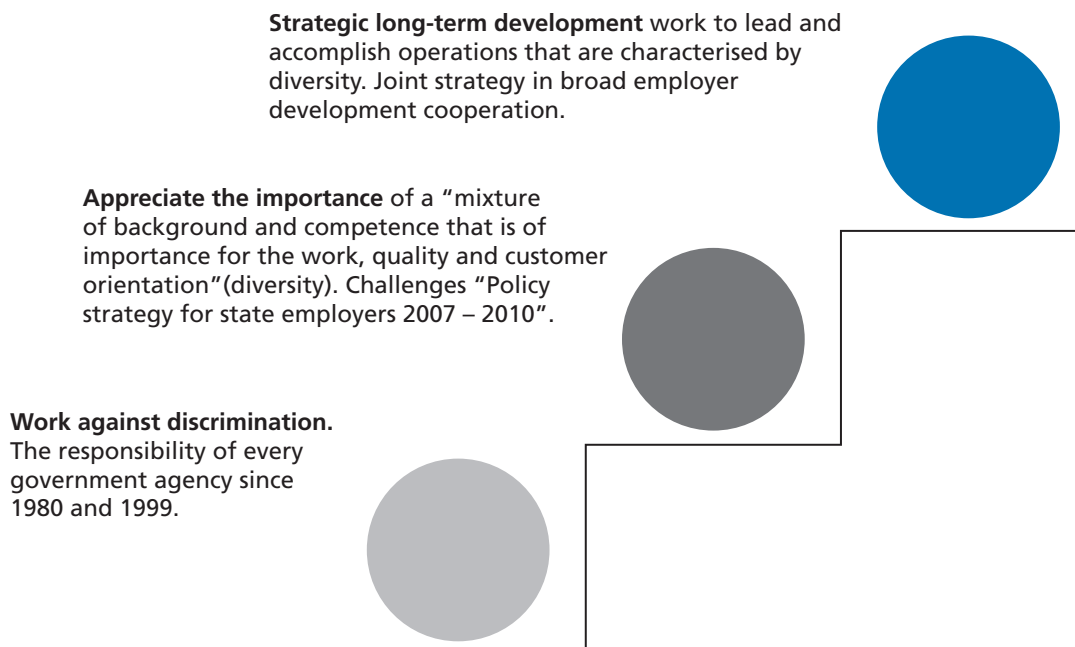 Strategic long-term development work to lead and
accomplish operations that are characterised by
diversity. Joint strategy in broad employer
development cooperation.
Appreciate the importance of a “mixture
of background and competence that is of
importance for the work, quality and customer
orientation”(diversity). Challenges “Policy
strategy for state employers 2007 – 2010”.
Work against discrimination.
The responsibility of every
government agency since
1980 and 1999.